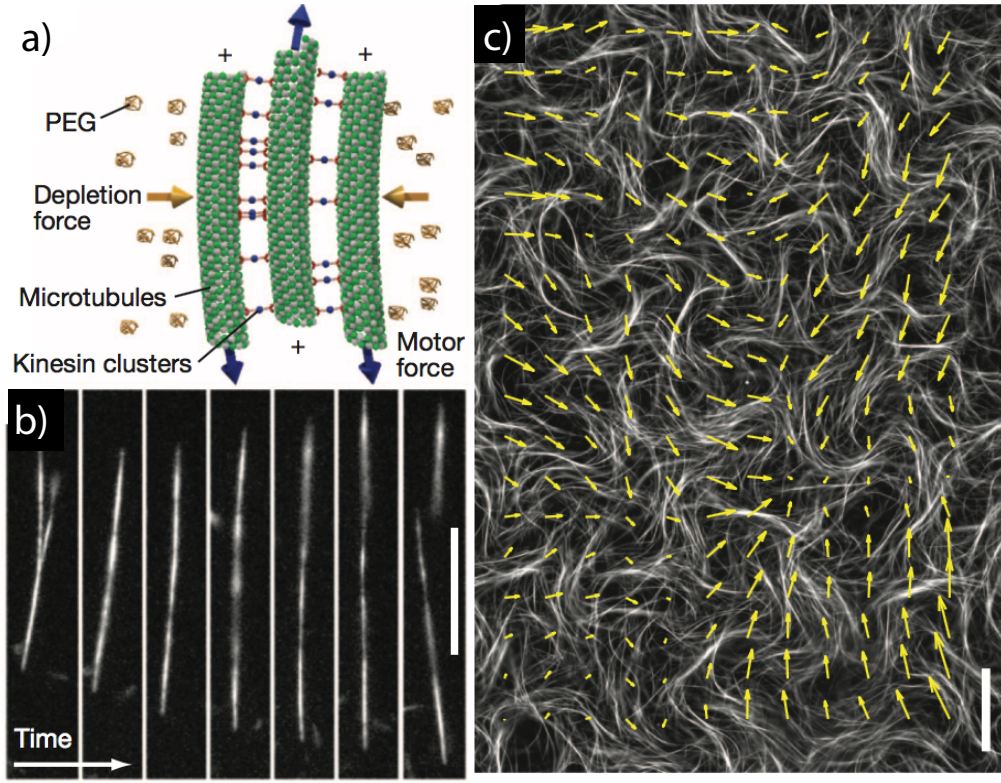 a)
+
+
PEG
Depletion
force
Microtubules
Kinesin clusters
+
Motor
force
b)
Time
c)